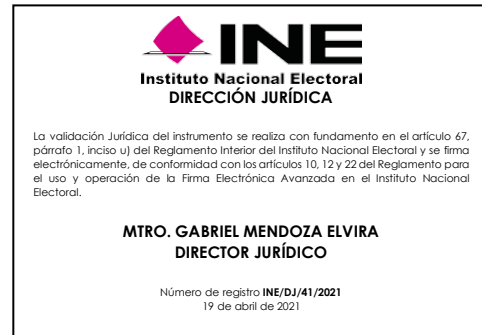 INE
Instituto Nacional Electoral
DIRECCIÓN JURÍDICA
La validación Jurídica del instrumento se realiza con fundamento en el artículo 67,
párrafo 1, inciso u) del Reglamento Interior del Instituto Nacional Electoral y se firma
electrónicamente, de conformidad con los artículos 10, 12 y 22 del Reglamento para
el uso y operación de la Firma Electrónica Avanzada en el Instituto Nacional
Electoral.
MTRO. GABRIEL MENDOZA ELVIRA
DIRECTOR JURÍDICO
Número de registro INE/DJ/41/2021
19 de abril de 2021